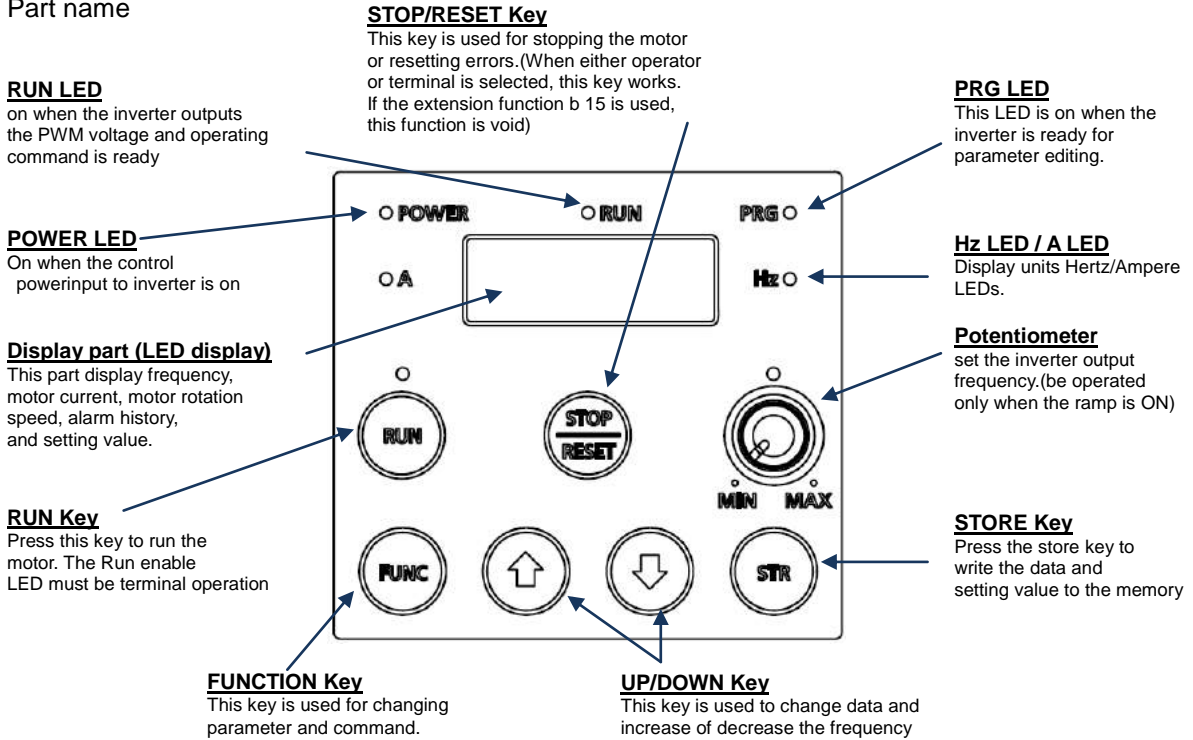 Part name
STOP/RESET Key
This key is used for stopping the motor
or resetting errors.(When either operator
or terminal is selected, this key works.
If the extension function b 15 is used,
this function is void)
RUN LED
on when the inverter outputs
the PWM voltage and operating
command is ready
PRG LED
This LED is on when the
inverter is ready for
parameter editing.
POWER LED
On when the control
powerinput to inverter is on
Hz LED / A LED
Display units Hertz/Ampere
LEDs.
Display part (LED display)
This part display frequency,
motor current, motor rotation
speed, alarm history,
and setting value.
Potentiometer
set the inverter output
frequency.(be operated
only when the ramp is ON)
RUN Key
Press this key to run the
motor. The Run enable
LED must be terminal operation
STORE Key
Press the store key to
write the data and
setting value to the memory
POWER
RUN
PRG
A
Hz
RUN
STOP
RESET
MIN
MAX
FUNC
STR
FUNCTION Key
This key is used for changing
parameter and command.
UP/DOWN Key
This key is used to change data and
increase of decrease the frequency